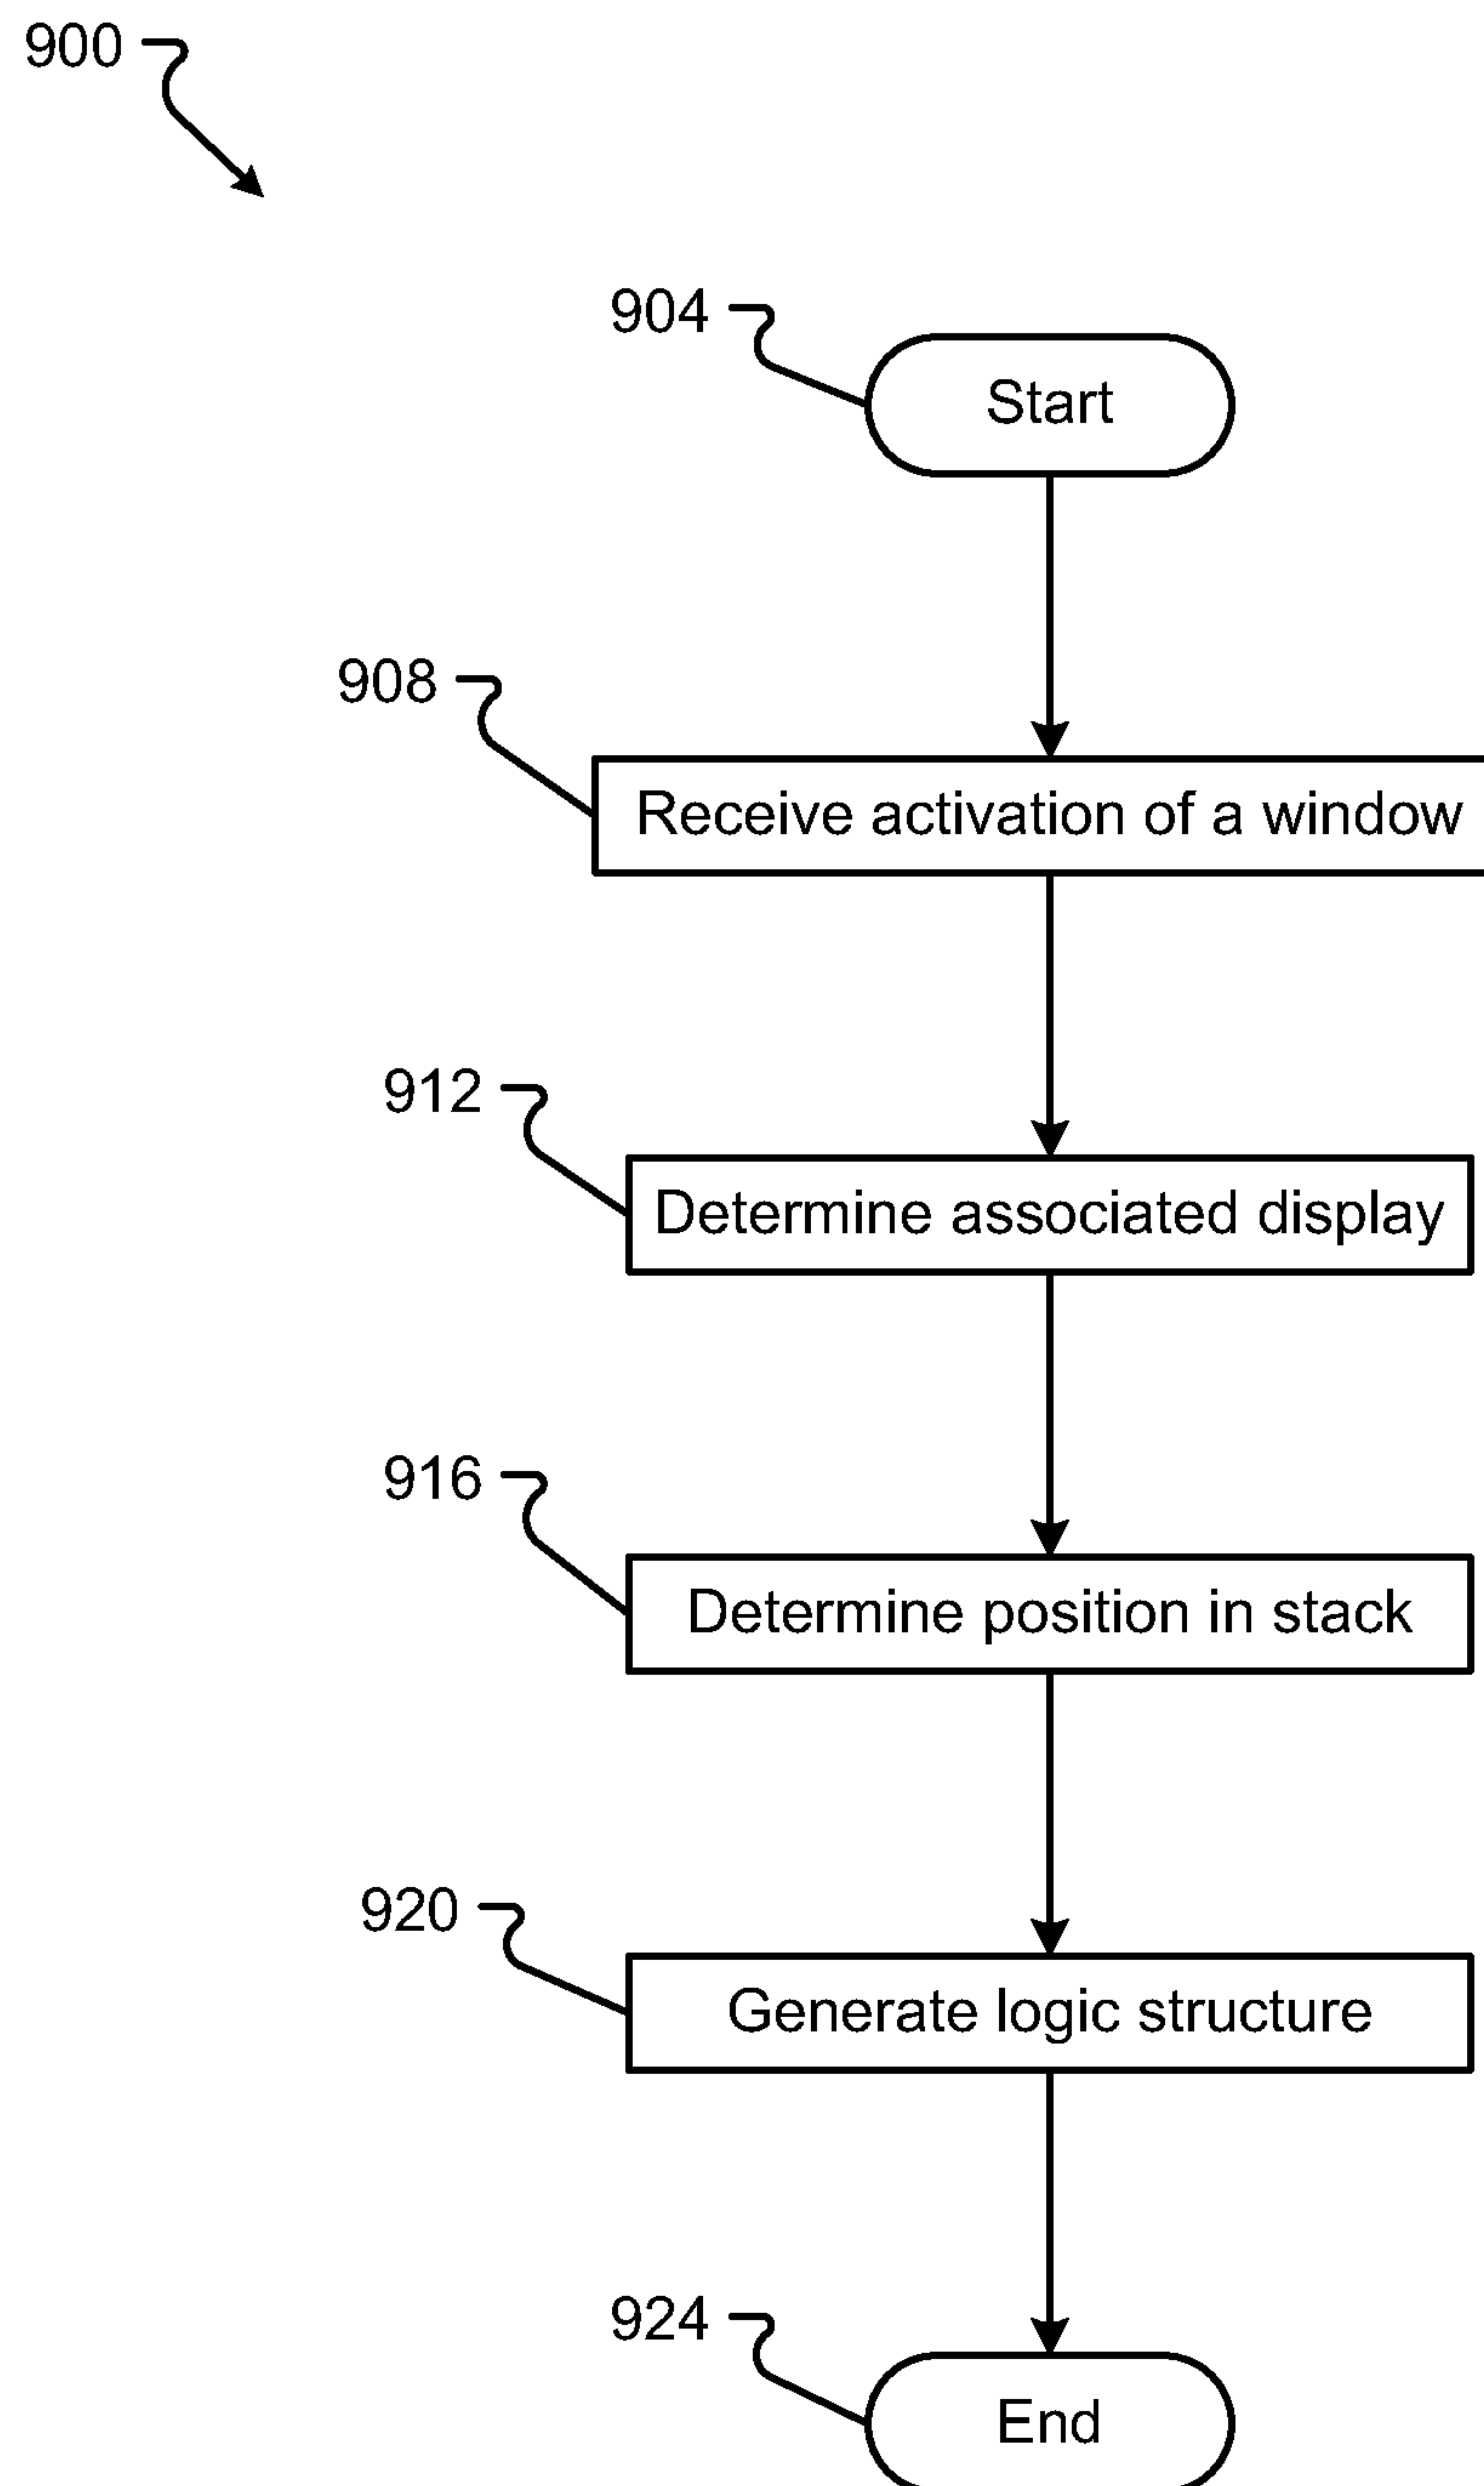 900
904
Start
908
Receive activation of a window
912
Determine associated display
916
Determine position in stack
920
Generate logic structure
924
End